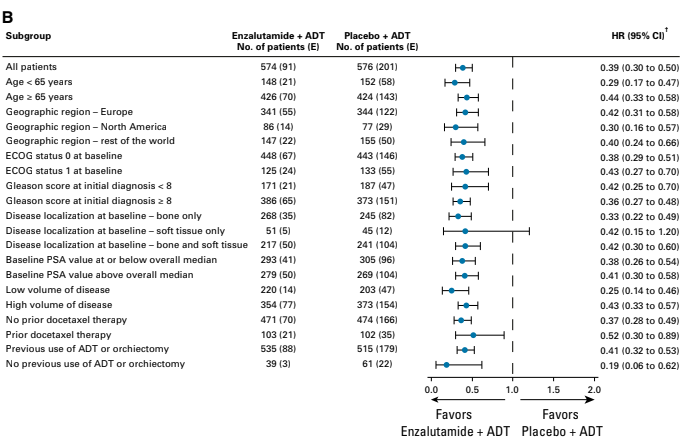 B
Subgroup Enzalutamide + ADT No. of patients (E) Placebo + ADT No. of patients (E) HR (95% CI)†
All patients 574 (91) 576 (201) 0.39 (0.30 to 0.50)
Age < 65 years 148 (21) 152 (58) 0.29 (0.17 to 0.47)
Age ≥ 65 years 426 (70) 424 (143) 0.44 (0.33 to 0.58)
Geographic region – Europe 341 (55) 344 (122) 0.42 (0.31 to 0.58)
Geographic region – North America 86 (14) 77 (29) 0.30 (0.16 to 0.57)
Geographic region – rest of the world 147 (22) 155 (50) 0.40 (0.24 to 0.66)
ECOG status 0 at baseline 448 (67) 443 (146) 0.38 (0.29 to 0.51)
ECOG status 1 at baseline 125 (24) 133 (55) 0.43 (0.27 to 0.70)
Gleason score at initial diagnosis < 8 171 (21) 187 (47) 0.42 (0.25 to 0.70)
Gleason score at initial diagnosis ≥ 8 386 (65) 373 (151) 0.36 (0.27 to 0.48)
Disease localization at baseline – bone only 268 (35) 245 (82) 0.33 (0.22 to 0.49)
Disease localization at baseline – soft tissue only 51 (5) 45 (12) 0.42 (0.15 to 1.20)
Disease localization at baseline – bone and soft tissue 217 (50) 241 (104) 0.42 (0.30 to 0.60)
Baseline PSA value at or below overall median 293 (41) 305 (96) 0.38 (0.26 to 0.54)
Baseline PSA value above overall median 279 (50) 269 (104) 0.41 (0.30 to 0.58)
Low volume of disease 220 (14) 203 (47) 0.25 (0.14 to 0.46)
High volume of disease 354 (77) 373 (154) 0.43 (0.33 to 0.57)
No prior docetaxel therapy 471 (70) 474 (166) 0.37 (0.28 to 0.49)
Prior docetaxel therapy 103 (21) 102 (35) 0.52 (0.30 to 0.89)
Previous use of ADT or orchiectomy 535 (88) 515 (179) 0.41 (0.32 to 0.53)
No previous use of ADT or orchiectomy 39 (3) 61 (22) 0.19 (0.06 to 0.62)
0.0 0.5 1.0 1.5 2.0
Favors Favors
Enzalutamide + ADT Placebo + ADT